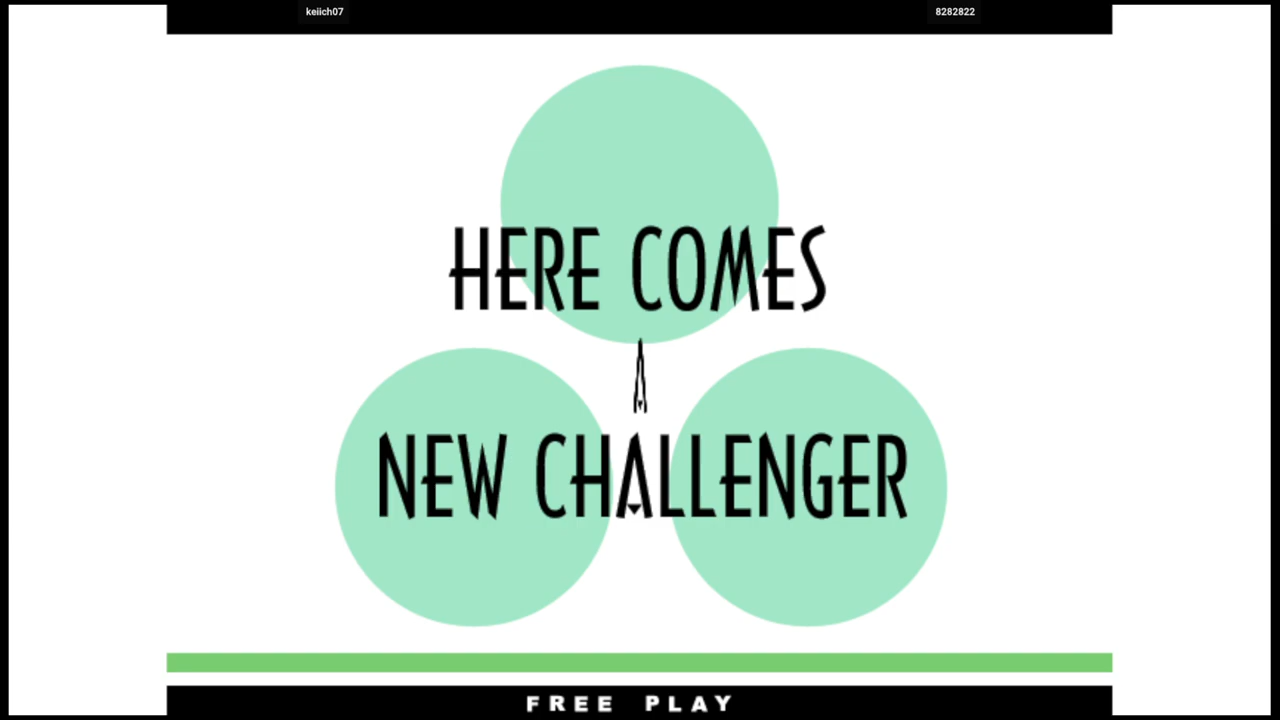 keiich07 8282822
HERE COMES
A
NEW CHALLENGER
FREE PLAY